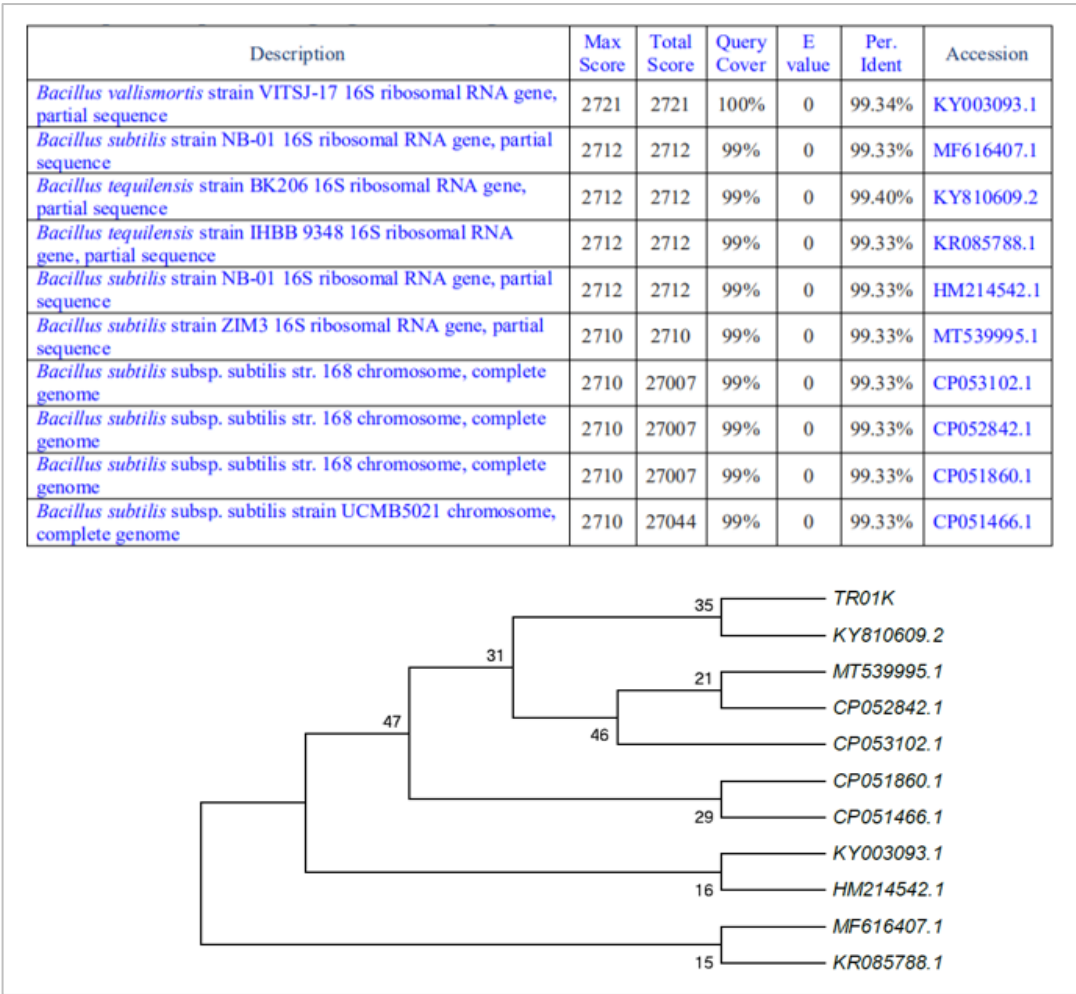 Description Max Score Total Score Query Cover E value Per. Ident Accession
Bacillus vallismortis strain VITSJ-17 16S ribosomal RNA gene, partial sequence 2721 2721 100% 0 99.34% KY003093.1
Bacillus subtilis strain NB-01 16S ribosomal RNA gene, partial sequence 2712 2712 99% 0 99.33% MF616407.1
Bacillus tequilensis strain BK206 16S ribosomal RNA gene, partial sequence 2712 2712 99% 0 99.40% KY810609.2
Bacillus tequilensis strain IHBB 9348 16S ribosomal RNA gene, partial sequence 2712 2712 99% 0 99.33% KR085788.1
Bacillus subtilis strain NB-01 16S ribosomal RNA gene, partial sequence 2712 2712 99% 0 99.33% HM214542.1
Bacillus subtilis strain ZIM3 16S ribosomal RNA gene, partial sequence 2710 2710 99% 0 99.33% MT539995.1
Bacillus subtilis subsp. subtilis str. 168 chromosome, complete genome 2710 27007 99% 0 99.33% CP053102.1
Bacillus subtilis subsp. subtilis str. 168 chromosome, complete genome 2710 27007 99% 0 99.33% CP052842.1
Bacillus subtilis subsp. subtilis str. 168 chromosome, complete genome 2710 27007 99% 0 99.33% CP051860.1
Bacillus subtilis subsp. subtilis strain UCMB5021 chromosome, complete genome 2710 27044 99% 0 99.33% CP051466.1
35 TR01K
KY810609.2
31
21 MT539995.1
CP052842.1
47
46 CP053102.1
CP051860.1
29 CP051466.1
KY003093.1
16 HM214542.1
MF616407.1
15 KR085788.1